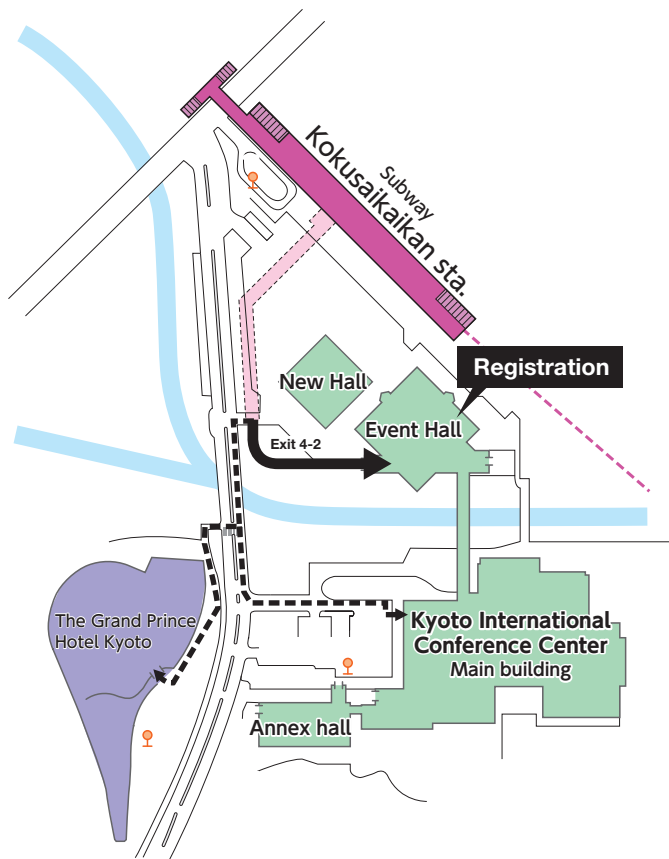 Subway
Kokusaikaikan sta.
Registration
New Hall
Event Hall
Exit 4-2
The Grand Prince
Hotel Kyoto
Kyoto International
Conference Center
Main building
Annex hall